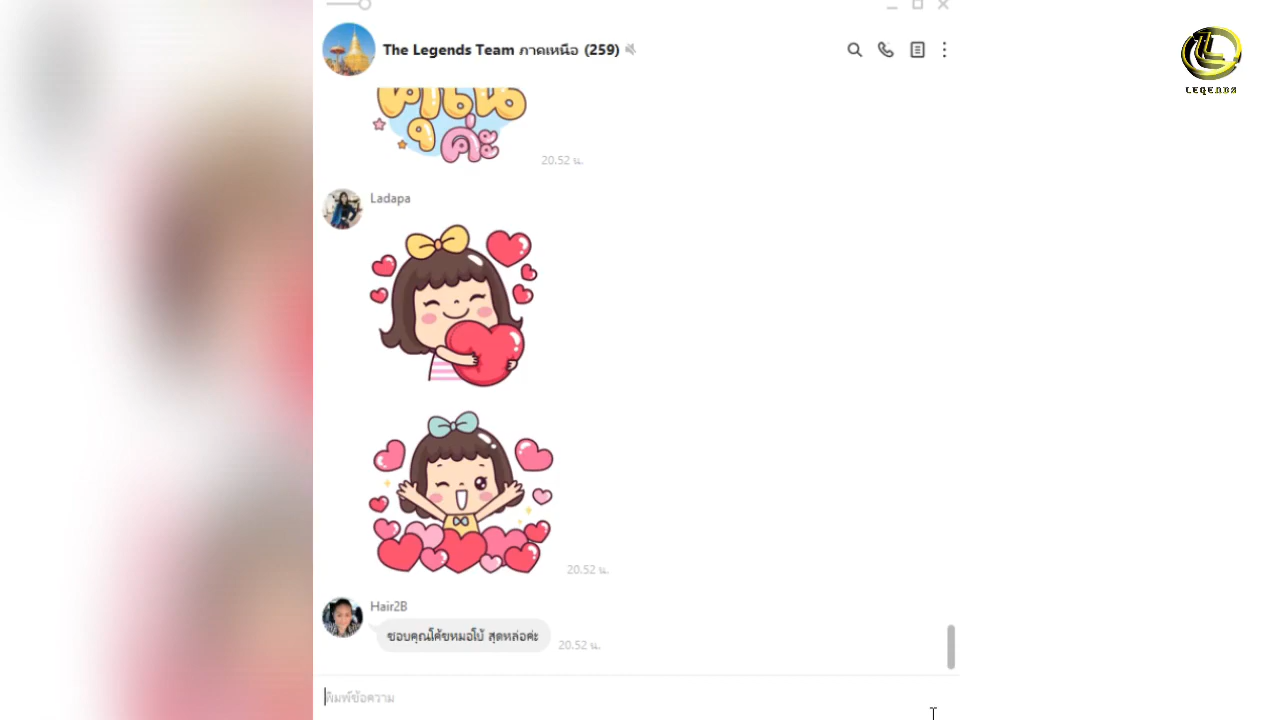 The Legends Team ภาคเหนือ (259)
ค่ะ
20.52 น.
Ladapa
20.52 น.
Hair2B
ขอบคุณโค้ชหมอโบ้ สุดหล่อค่ะ
20.52 น.
พิมพ์ข้อความ
LEGENDS